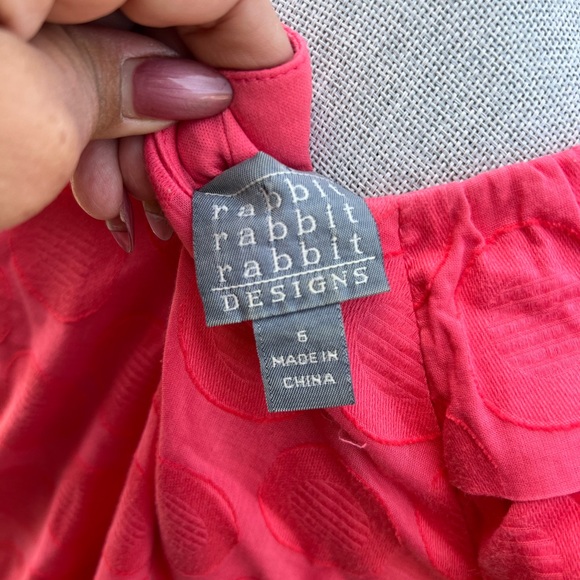 rabbit
rabbit
rabbit
DESIGNS
6
MADE IN
CHINA